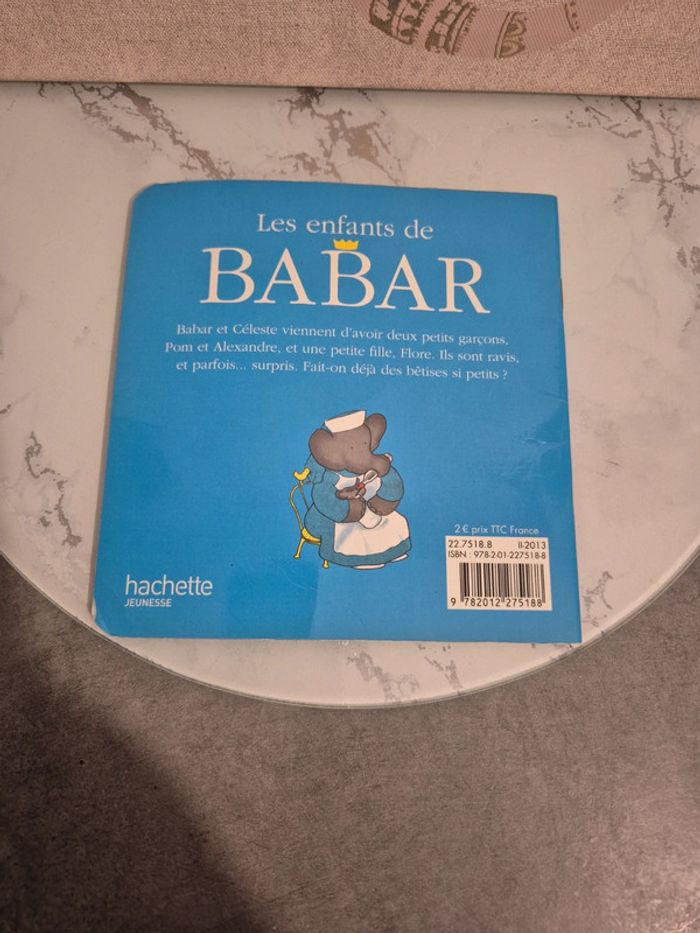 Les enfants de
BABAR
Babar et Céleste viennent d'avoir deux petits garçons,
Pom et Alexandre, et une petite fille, Flore. Ils sont ravis,
et parfois... surpris. Fait-on déjà des bêtises si petits ?
2 € prix TTC France
22.7518.8 II-2013
ISBN : 978-2-01-227518-8
9 782012 275188
hachette
JEUNESSE